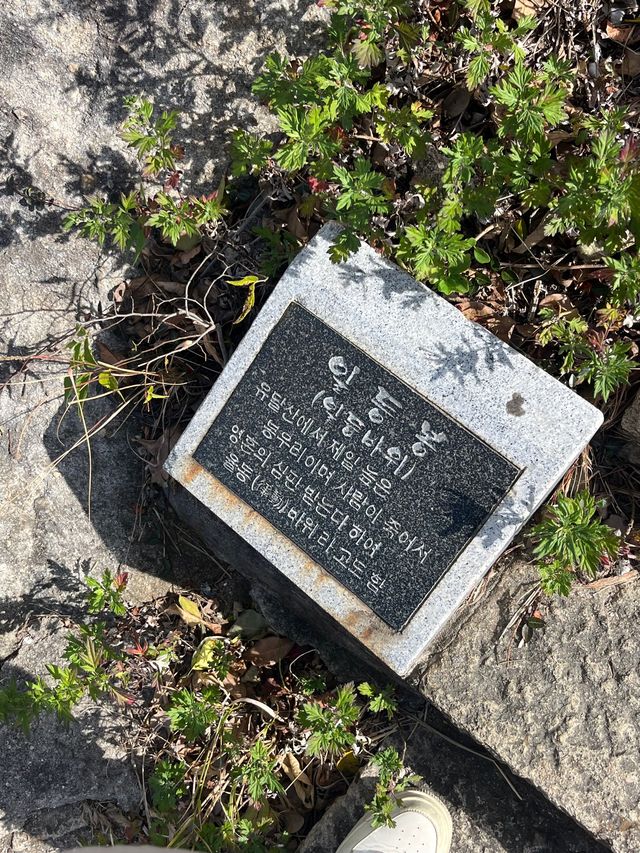 일등봉
(일등바위)
유달산에서 제일 높은
봉우리이며 사람이 죽어서
영혼의 심판 받는다 하여
율동(律動)바위라고도 함